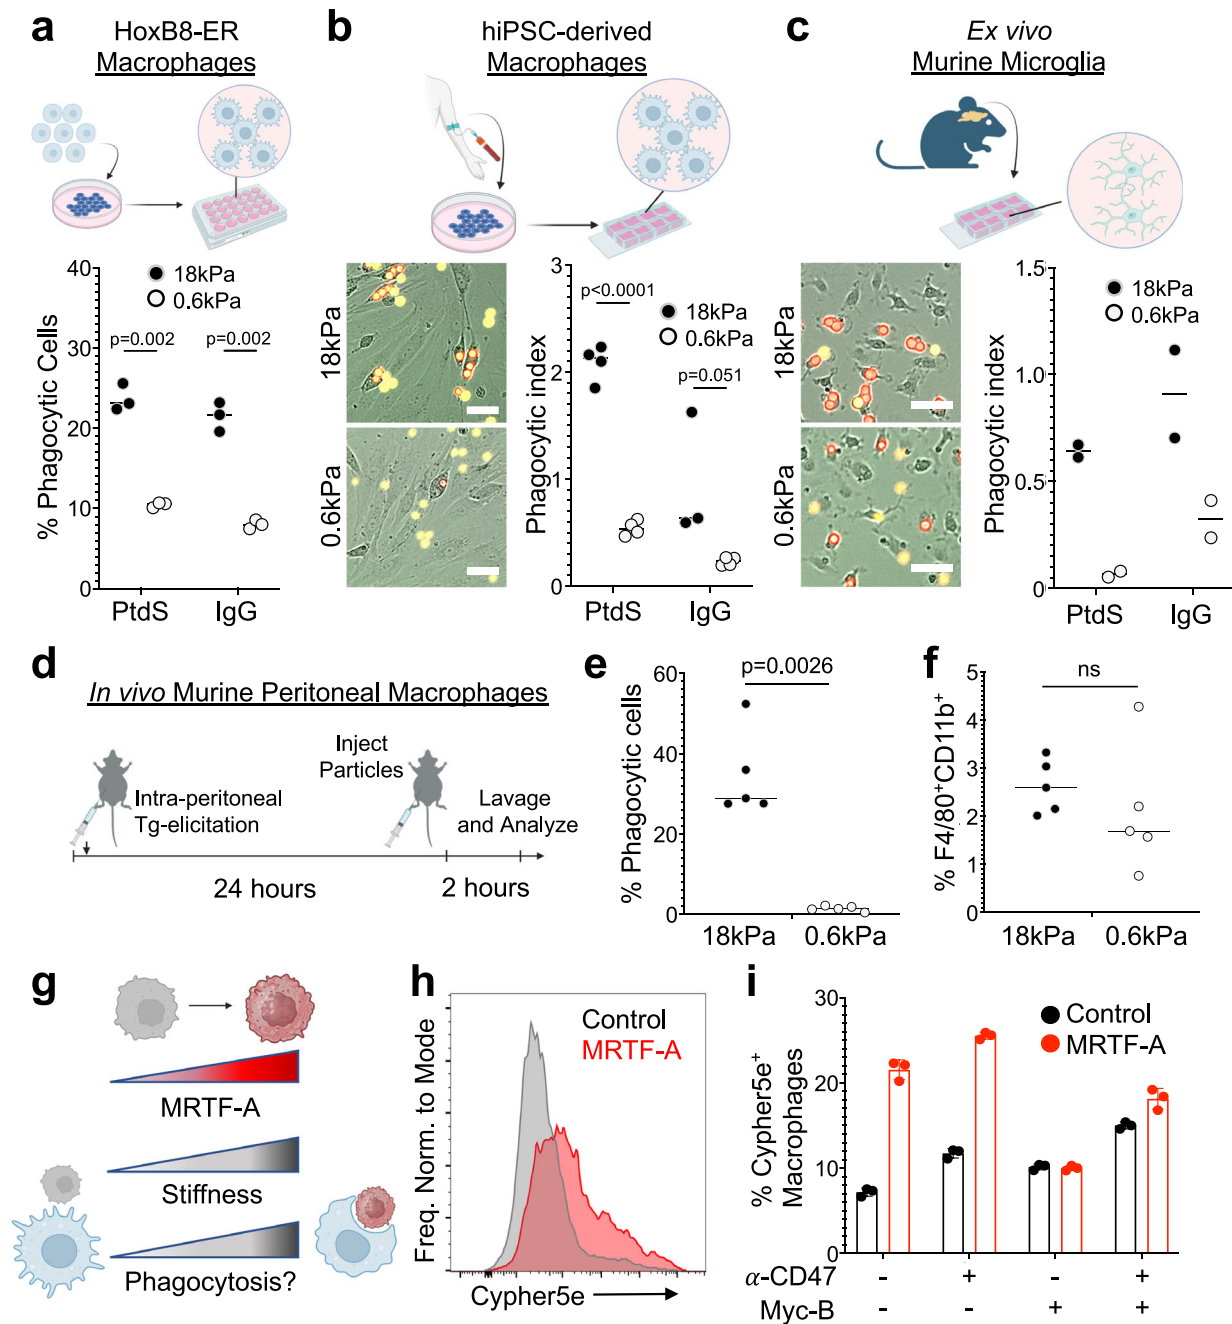 a
HoxB8-ER
Macrophages
40
30
20
10
0
% Phagocytic Cells
18kPa
0.6kPa
p=0.002
p=0.002
PtdS
IgG
b
hiPSC-derived
Macrophages
18kPa
0.6kPa
3
2
1
0
Phagocytic index
p<0.0001
18kPa
0.6kPa
p=0.051
PtdS
IgG
c
Ex vivo
Murine Microglia
18kPa
0.6kPa
1.5
1.0
0.5
0
Phagocytic index
18kPa
0.6kPa
PtdS
IgG
d
In vivo Murine Peritoneal Macrophages
Intra-peritoneal
Tg-elicitation
Inject
Particles
Lavage
and Analyze
24 hours
2 hours
e
60
40
20
0
% Phagocytic cells
p=0.0026
18kPa
0.6kPa
f
5
4
3
2
1
0
% F4/80⁺CD11b⁺
ns
18kPa
0.6kPa
g
MRTF-A
Stiffness
Phagocytosis?
h
Freq. Norm. to Mode
Control
MRTF-A
Cypher5e
i
30
20
10
0
% Cypher5e⁺
Macrophages
Control
MRTF-A
α-CD47 - + - +
Myc-B - - + +